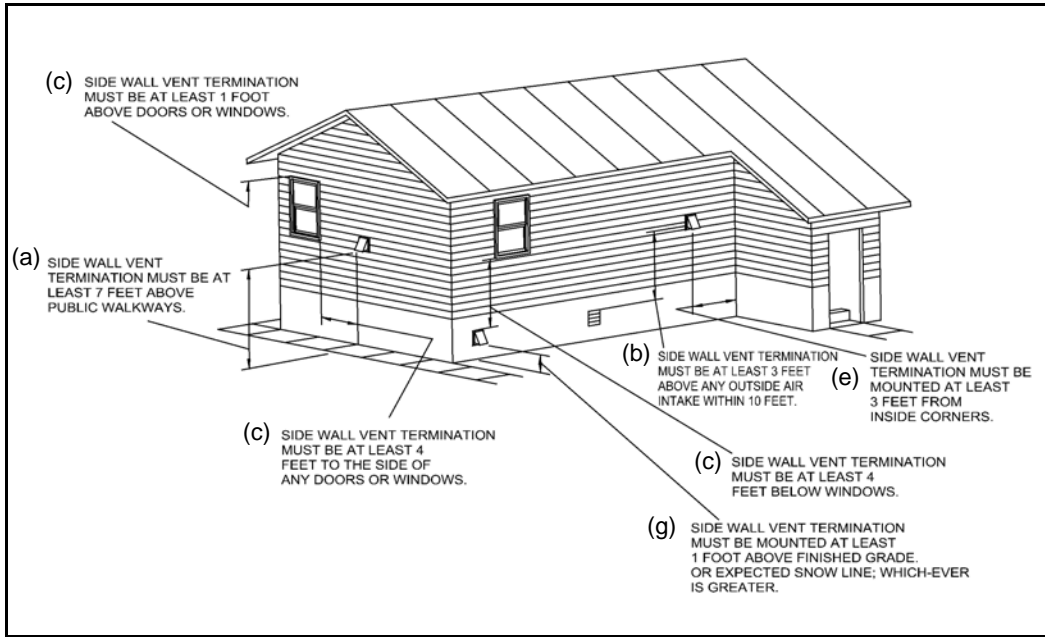 (c) SIDE WALL VENT TERMINATION
MUST BE AT LEAST 1 FOOT
ABOVE DOORS OR WINDOWS.
(a) SIDE WALL VENT
TERMINATION MUST BE AT
LEAST 7 FEET ABOVE
PUBLIC WALKWAYS.
(b) SIDE WALL VENT TERMINATION
MUST BE AT LEAST 3 FEET
ABOVE ANY OUTSIDE AIR
INTAKE WITHIN 10 FEET.
(e) SIDE WALL VENT
TERMINATION MUST BE
MOUNTED AT LEAST
3 FEET FROM
INSIDE CORNERS.
(c) SIDE WALL VENT TERMINATION
MUST BE AT LEAST 4
FEET TO THE SIDE OF
ANY DOORS OR WINDOWS.
(c) SIDE WALL VENT TERMINATION
MUST BE AT LEAST 4
FEET BELOW WINDOWS.
(g) SIDE WALL VENT TERMINATION
MUST BE MOUNTED AT LEAST
1 FOOT ABOVE FINISHED GRADE.
OR EXPECTED SNOW LINE; WHICH-EVER
IS GREATER.